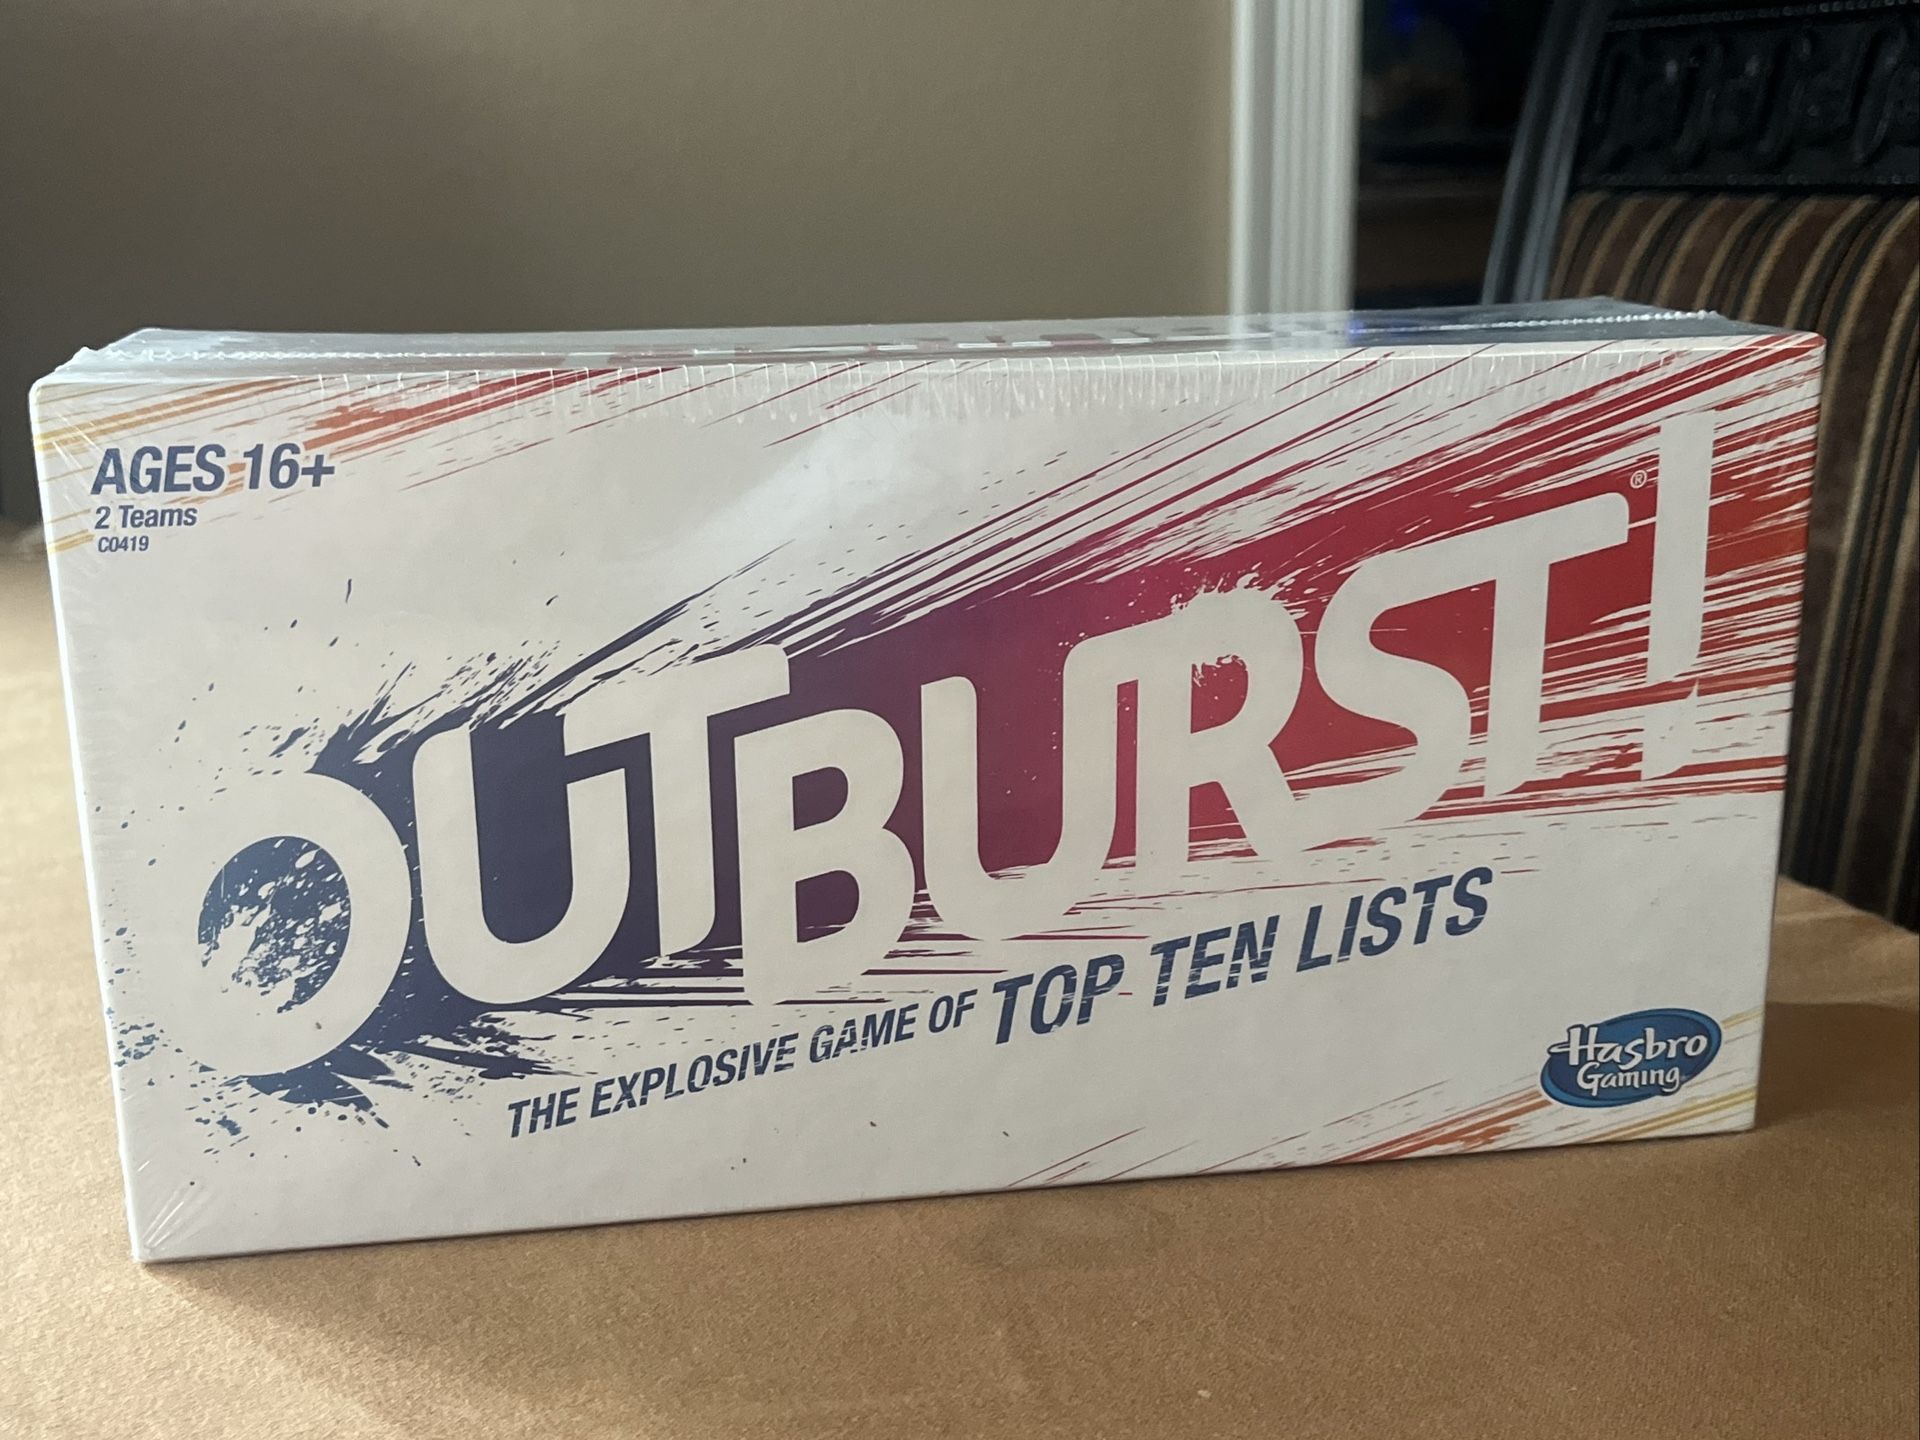 AGES 16+
2 Teams
C0419
OUTBURST!®
THE EXPLOSIVE GAME OF TOP TEN LISTS
Hasbro
Gaming